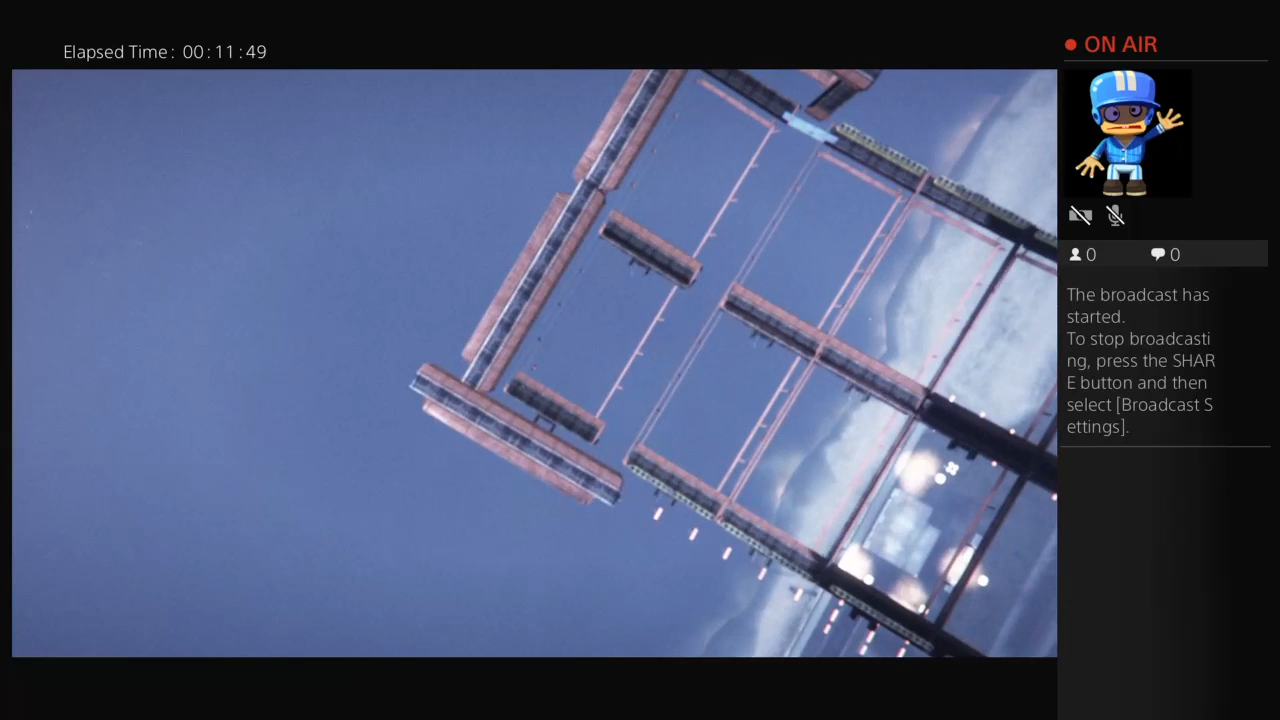 Elapsed Time: 00:11:49
ON AIR
0 0
The broadcast has
started.
To stop broadcasti
ng, press the SHAR
E button and then
select [Broadcast S
ettings].